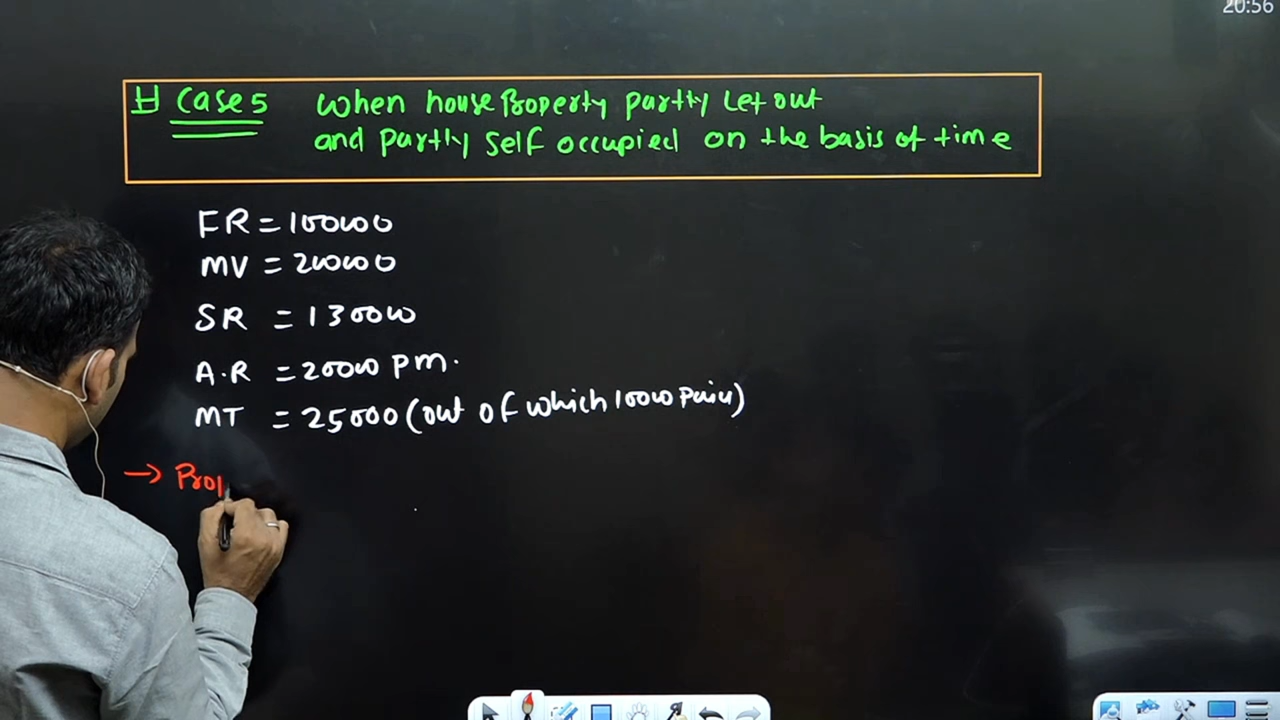 20:56
Case 5 When house Property partly Let out
and partly Self occupied on the basis of time
FR = 100000
MV = 200000
SR = 130000
A.R = 20000 pm.
MT = 25000 (out of which 10000 paid)
→ Prop